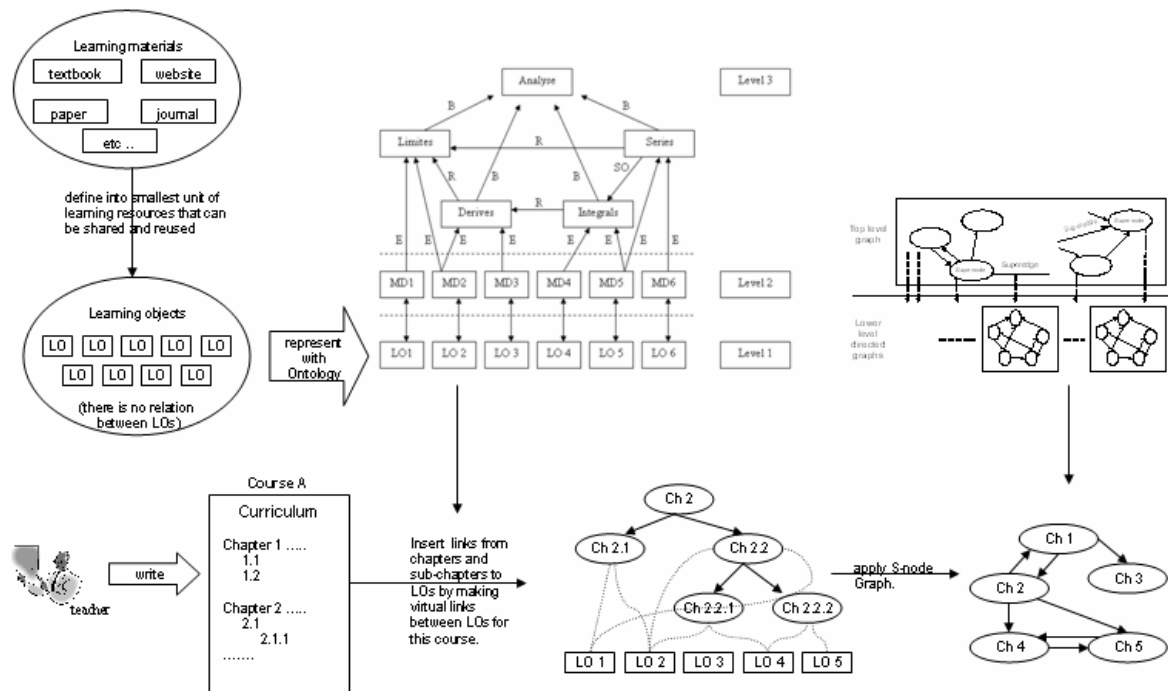 Learning materials
textbook
website
paper
journal
etc ..
define into smallest unit of
learning resources that can
be shared and reused
Learning objects
LO LO LO LO LO
LO LO LO LO
(there is no relation
between LOs)
represent
with
Ontology
Analyse
Level 3
B
B
Limites
R
Series
SO
R
B
B
Derives
R
Integrals
E E E E E E E E
MD1 MD2 MD3 MD4 MD5 MD6
Level 2
LO1 LO 2 LO 3 LO 4 LO 5 LO 6
Level 1
Top level
graph
Supernode
Superedge
Supernode
Superedge
Lower
level
directed
graphs
teacher
write
Course A
Curriculum
Chapter 1 .....
1.1
1.2
Chapter 2 .....
2.1
2.1.1
.......
Insert links from
chapters and
sub-chapters to
LOs by making
virtual links
between LOs for
this course.
Ch 2
Ch 2.1
Ch 2.2
Ch 2.2.1
Ch 2.2.2
LO 1 LO 2 LO 3 LO 4 LO 5
apply S-node
Graph.
Ch 1
Ch 2
Ch 3
Ch 4
Ch 5